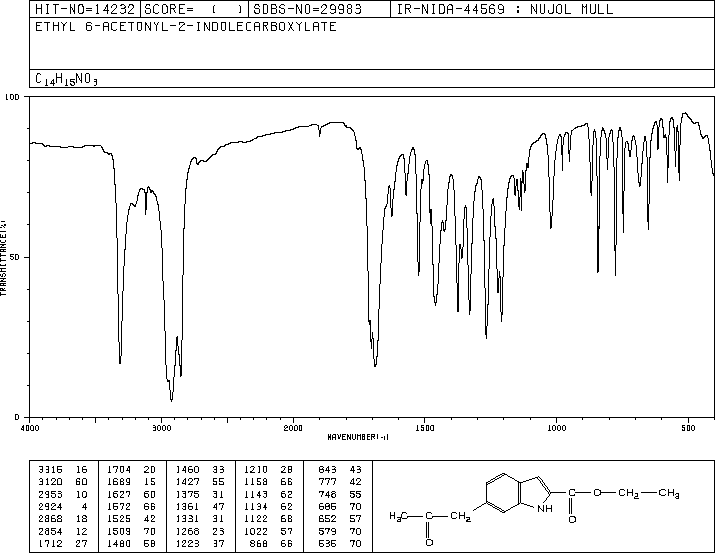 HIT-NO=14232 SCORE= ( ) SDBS-NO=29983 IR-NIDA-44569 : NUJOL MULL
ETHYL 6-ACETONYL-2-INDOLECARBOXYLATE
C14H15NO3
100
50
0
TRANSMITTANCE(%)
4000 3000 2000 1500 1000 500
WAVENUMBER(-1)
3315 16 1704 20 1460 33 1210 28 843 43
3120 60 1689 15 1427 55 1158 66 777 42
2953 10 1627 60 1375 31 1143 62 748 55
2924 4 1572 66 1361 47 1134 62 685 70
2868 18 1525 42 1331 31 1122 68 652 57
2854 12 1509 70 1266 23 1022 57 579 70
1712 27 1480 58 1223 37 868 66 535 70
H3C-C-CH2 NH C-O-CH2-CH3
O O